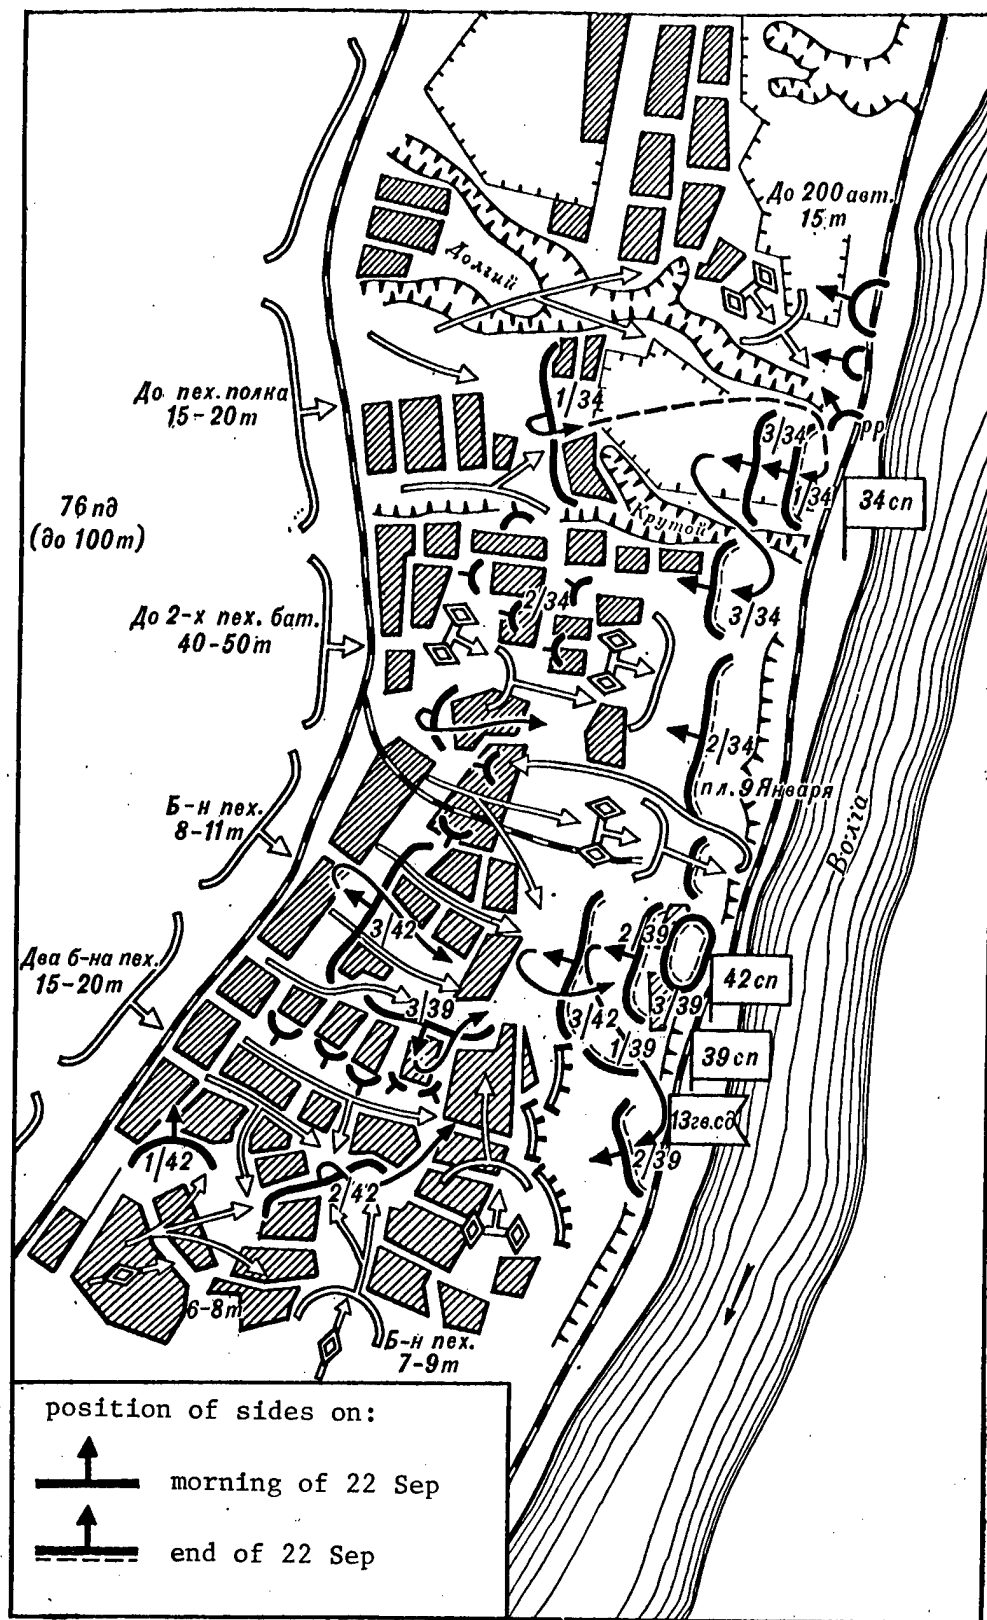 До 200 авт.
15 т
Долгий
До пех. полка
15-20 т
1/34
3/34
рр
1/34
34 сп
76 пд
(до 100 т)
Крутой
2/34
3/34
До 2-х пех. бат.
40-50 т
2/34
пл. 9 Января
Б-н пех.
8-11 т
Волга
3/42
2/39
Два б-на пех.
15-20 т
42 сп
3/39
3/39
3/42
1/39
39 сп
13 гв. сд
1/42
2/39
2/42
6-8 т
Б-н пех.
7-9 т
position of sides on:
morning of 22 Sep
end of 22 Sep